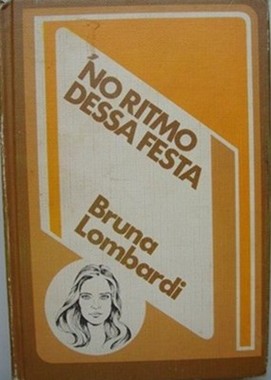 NO RITMO
DESSA FESTA
Bruna
Lombardi